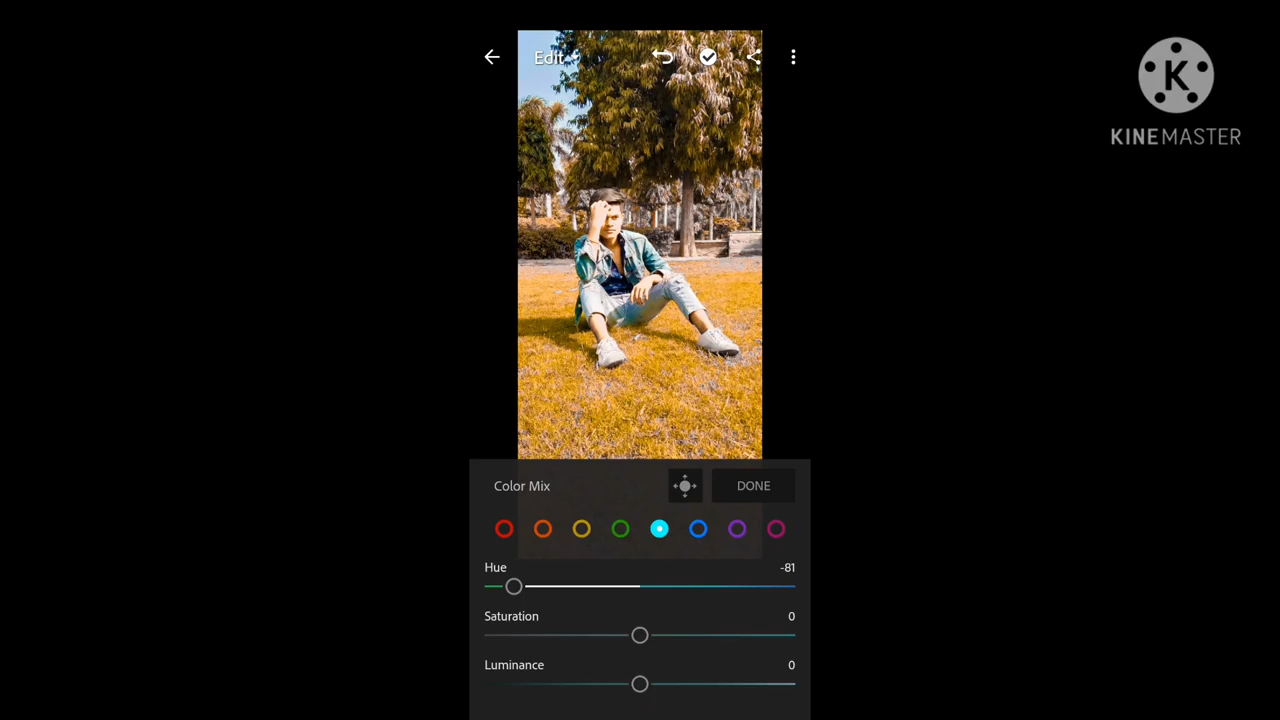 Edit
K
KINEMASTER
Color Mix
DONE
Hue
-81
Saturation
0
Luminance
0